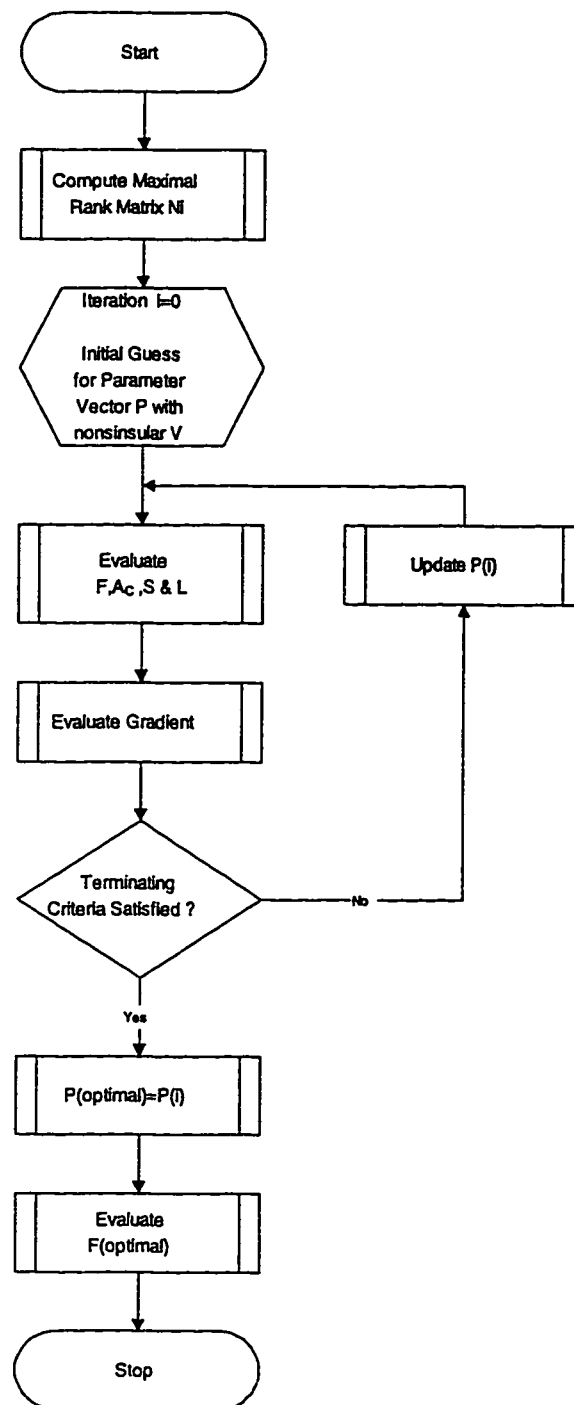 Start
Compute Maximal
Rank Matrix Ni
Iteration i=0
Initial Guess
for Parameter
Vector P with
nonsinsular V
Evaluate
F,Ac,S & L
Update P(i)
Evaluate Gradient
Terminating
Criteria Satisfied ?
No
Yes
P(optimal)=P(i)
Evaluate
F(optimal)
Stop